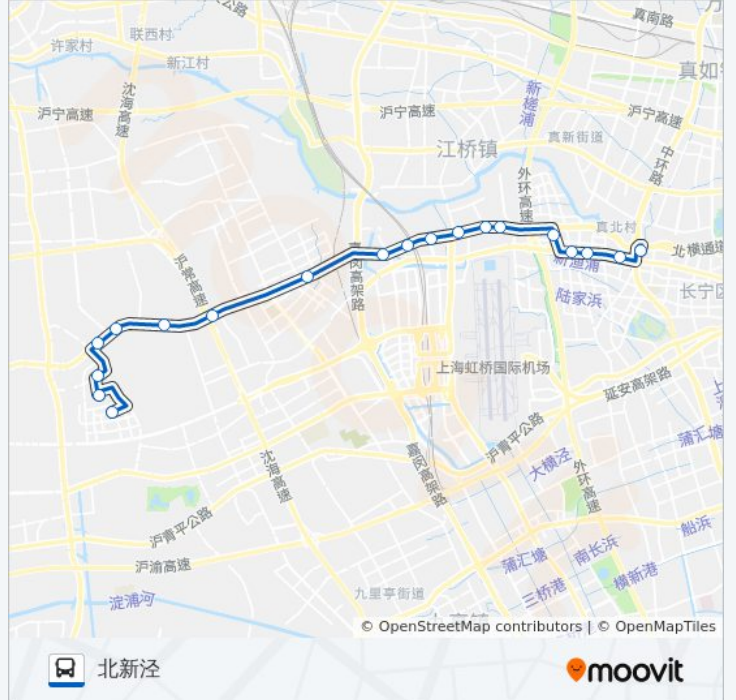 真南路
联西村
许家村
新江村
真如
沈海高速
沪宁高速
沪宁高速
新槎浦
沪宁高速
江桥镇
真新街道
中环路
外环高速
真北村
北横通道
嘉闵高架路
新渔浦
沪常高速
陆家浜
长宁区
上海虹桥国际机场
延安高架路
沪青平公路
蒲汇塘
大横泾
嘉闵高架路
沈海高速
外环高速
沪青平公路
船浜
南长浜
蒲汇塘
沪渝高速
横新港
三桥港
淀浦河
九里亭街道
© OpenStreetMap contributors | © OpenMapTiles
北新泾
moovit